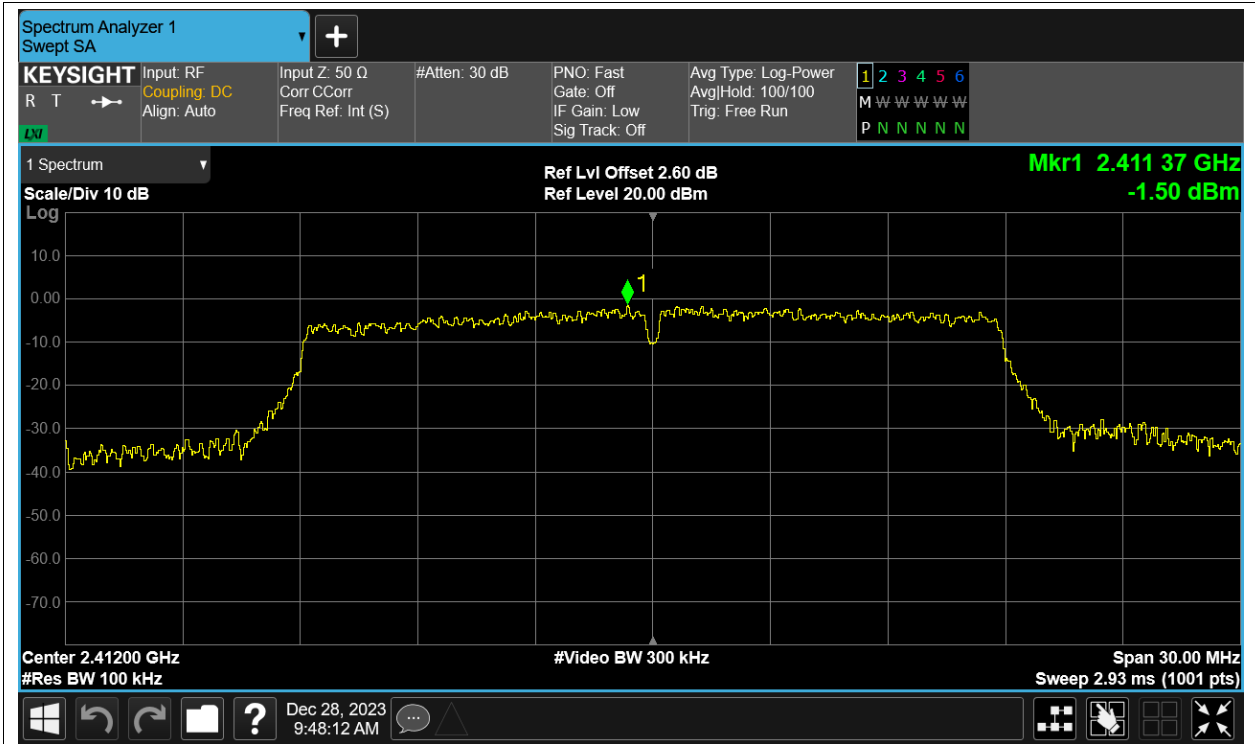 Spectrum Analyzer 1
Swept SA
KEYSIGHT
R T
LXI
Input: RF
Coupling: DC
Align: Auto
Input Z: 50 Ω
Corr CCorr
Freq Ref: Int (S)
#Atten: 30 dB
PNO: Fast
Gate: Off
IF Gain: Low
Sig Track: Off
Avg Type: Log-Power
Avg|Hold: 100/100
Trig: Free Run
1 2 3 4 5 6
M W W W W W
P N N N N N
1 Spectrum
Scale/Div 10 dB
Log
Ref Lvl Offset 2.60 dB
Ref Level 20.00 dBm
Mkr1 2.411 37 GHz
-1.50 dBm
1
10.0
0.00
-10.0
-20.0
-30.0
-40.0
-50.0
-60.0
-70.0
Center 2.41200 GHz
#Res BW 100 kHz
#Video BW 300 kHz
Span 30.00 MHz
Sweep 2.93 ms (1001 pts)
?
Dec 28, 2023
9:48:12 AM